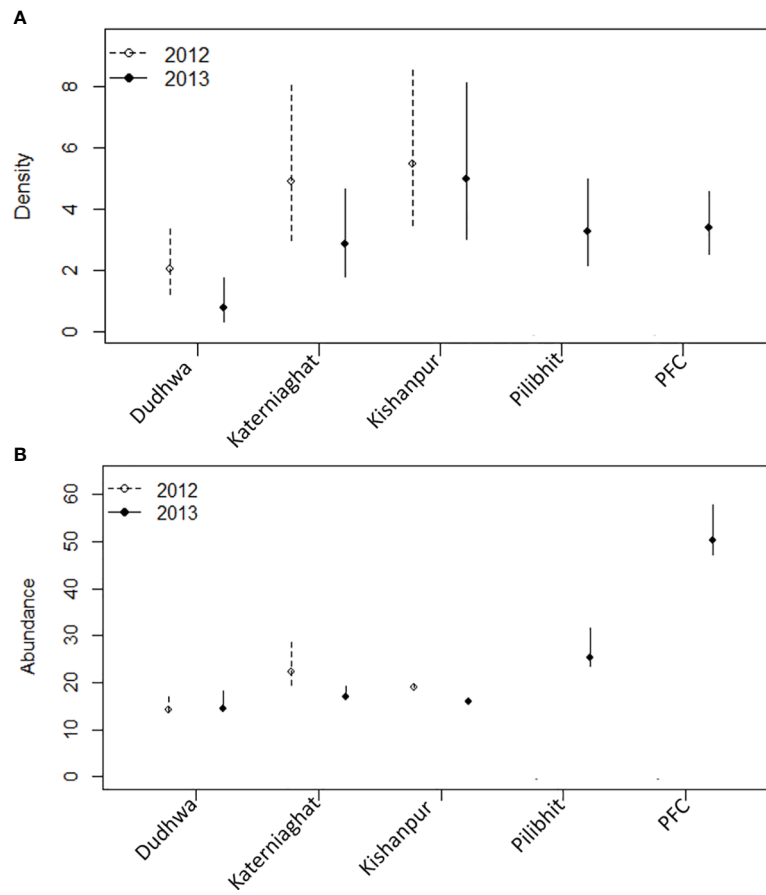 A
2012
2013
Density
8
6
4
2
0
Dudhwa
Katerniaghat
Kishanpur
Pilibhit
PFC
B
2012
2013
Abundance
60
50
40
30
20
10
0
Dudhwa
Katerniaghat
Kishanpur
Pilibhit
PFC